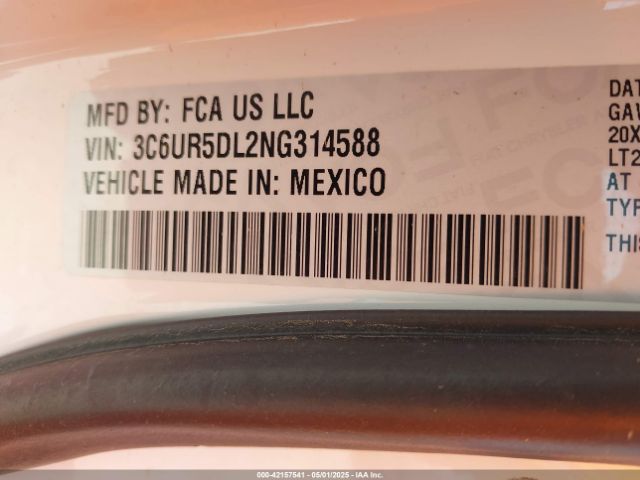 MFD BY: FCA US LLC
VIN: 3C6UR5DL2NG314588
VEHICLE MADE IN: MEXICO
DAT
GAV
20X
LT2
AT
TYP
THIS
000-42157541 - 05/01/2025 - IAA Inc.